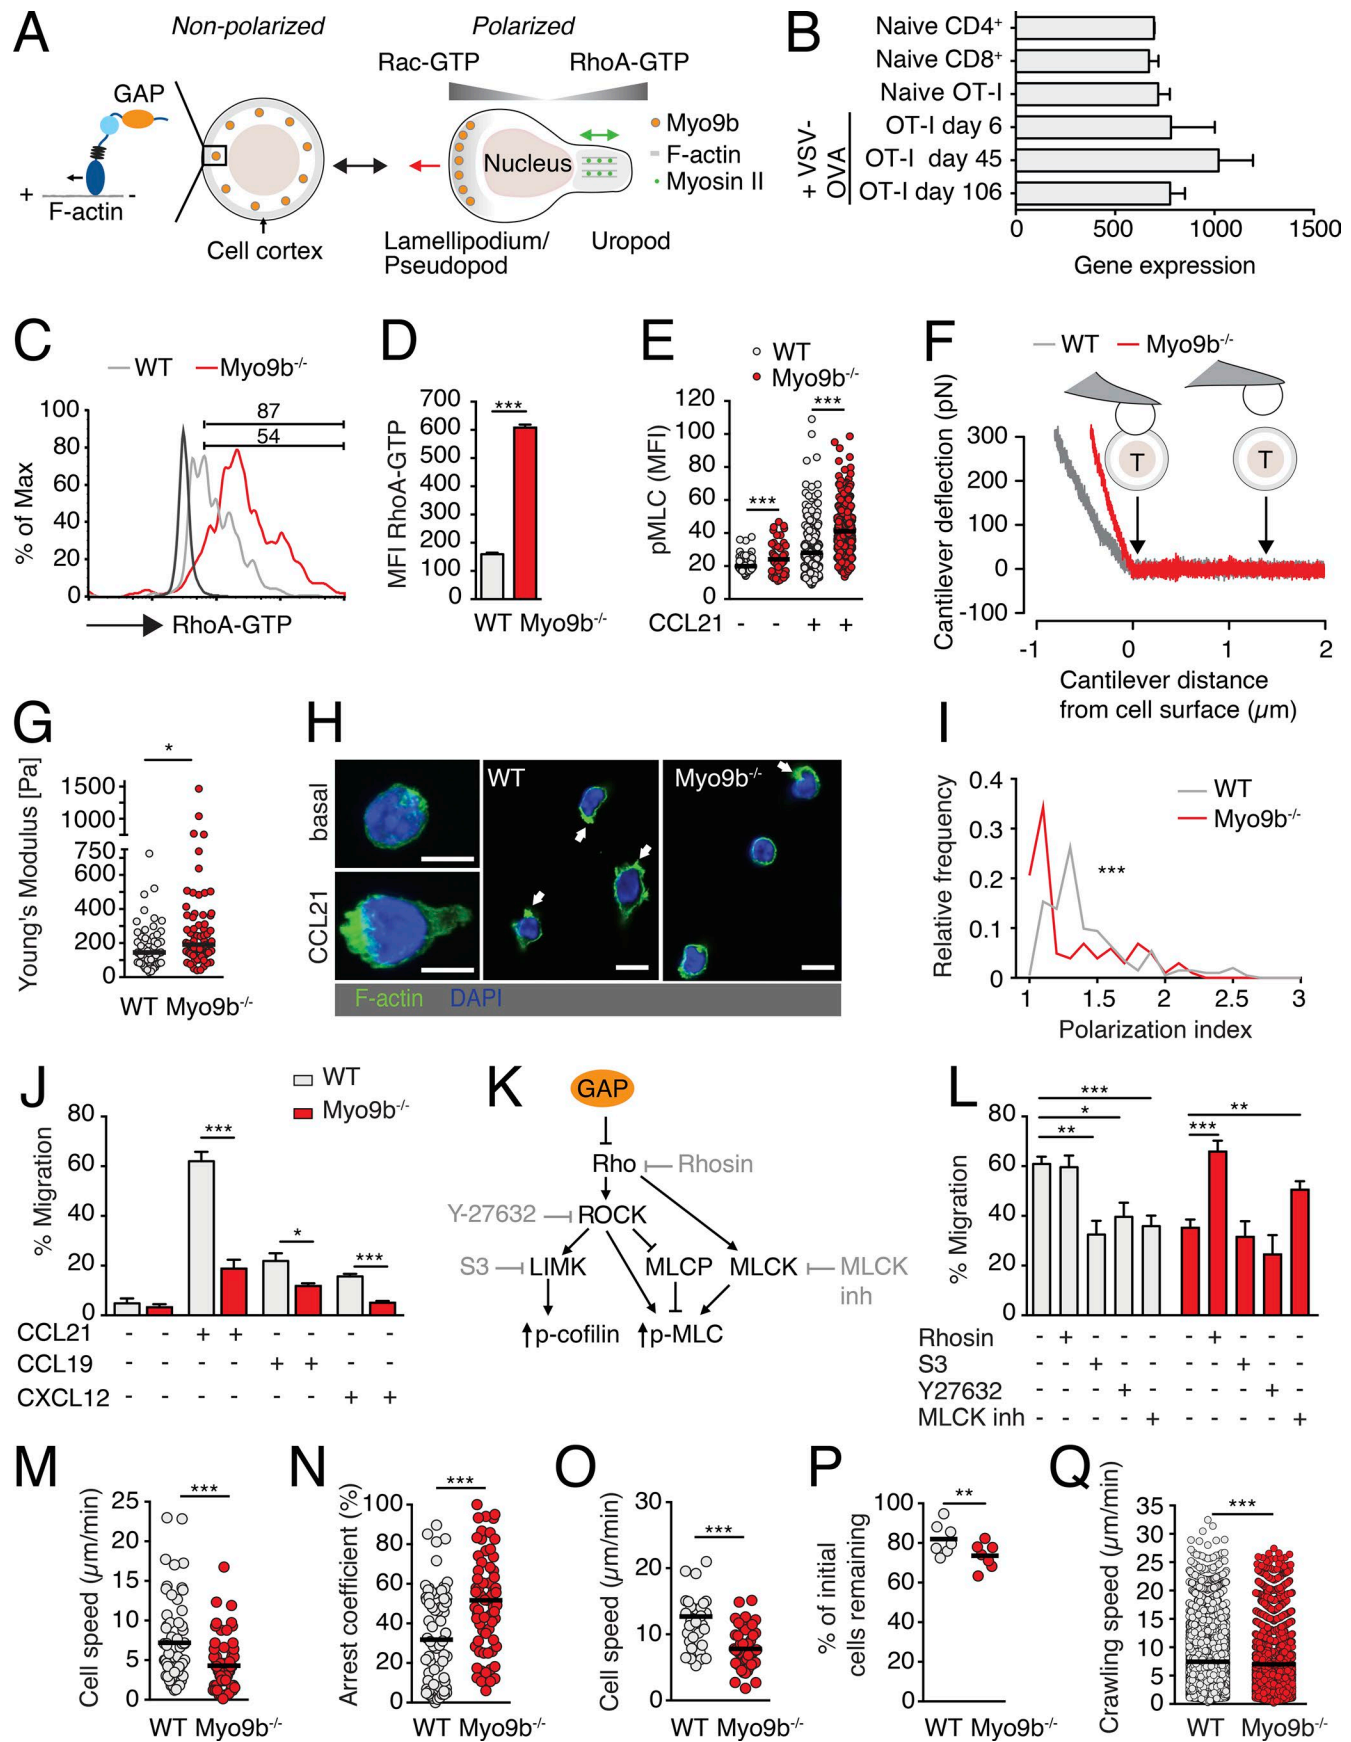 A
Non-polarized
Polarized
Rac-GTP
RhoA-GTP
GAP
+
-
F-actin
Cell cortex
Nucleus
Myo9b
F-actin
Myosin II
Lamellipodium/
Pseudopod
Uropod
B
Naive CD4+
Naive CD8+
Naive OT-I
OT-I day 6
OT-I day 45
OT-I day 106
+ VSV-
OVA
0 500 1000 1500
Gene expression
C
WT Myo9b-/-
87
54
100
80
60
40
20
0
% of Max
RhoA-GTP
D
700
600
500
400
300
200
100
0
MFI RhoA-GTP
***
WT Myo9b-/-
E
WT
Myo9b-/-
120
100
80
60
40
20
0
pMLC (MFI)
***
***
CCL21 - - + +
F
WT Myo9b-/-
T
T
300
200
100
0
-100
Cantilever deflection (pN)
-1 0 1 2
Cantilever distance
from cell surface (µm)
G
*
1500
1000
750
600
400
200
0
Young's Modulus [Pa]
WT Myo9b-/-
H
basal
CCL21
WT
Myo9b-/-
F-actin DAPI
I
WT
Myo9b-/-
***
0.4
0.3
0.2
0.1
0
Relative frequency
1 1.5 2 2.5 3
Polarization index
J
WT
Myo9b-/-
80
60
40
20
0
% Migration
***
*
***
CCL21 - - + + - - - -
CCL19 - - - - + + - -
CXCL12 - - - - - - + +
K
GAP
Rho
Rhosin
Y-27632
ROCK
S3
LIMK
MLCP
MLCK
MLCK
inh
p-cofilin
p-MLC
L
***
*
**
**
***
80
60
40
20
0
% Migration
Rhosin - + - - - - + - - -
S3 - - + - - - - + - -
Y27632 - - - + - - - - + -
MLCK inh - - - - + - - - - +
M
***
25
20
15
10
5
0
Cell speed (µm/min)
WT Myo9b-/-
N
***
100
80
60
40
20
0
Arrest coefficient (%)
WT Myo9b-/-
O
***
30
20
10
0
Cell speed (µm/min)
WT Myo9b-/-
P
**
100
80
60
40
20
0
% of initial
cells remaining
WT Myo9b-/-
Q
***
35
30
25
20
15
10
5
0
Crawling speed (µm/min)
WT Myo9b-/-